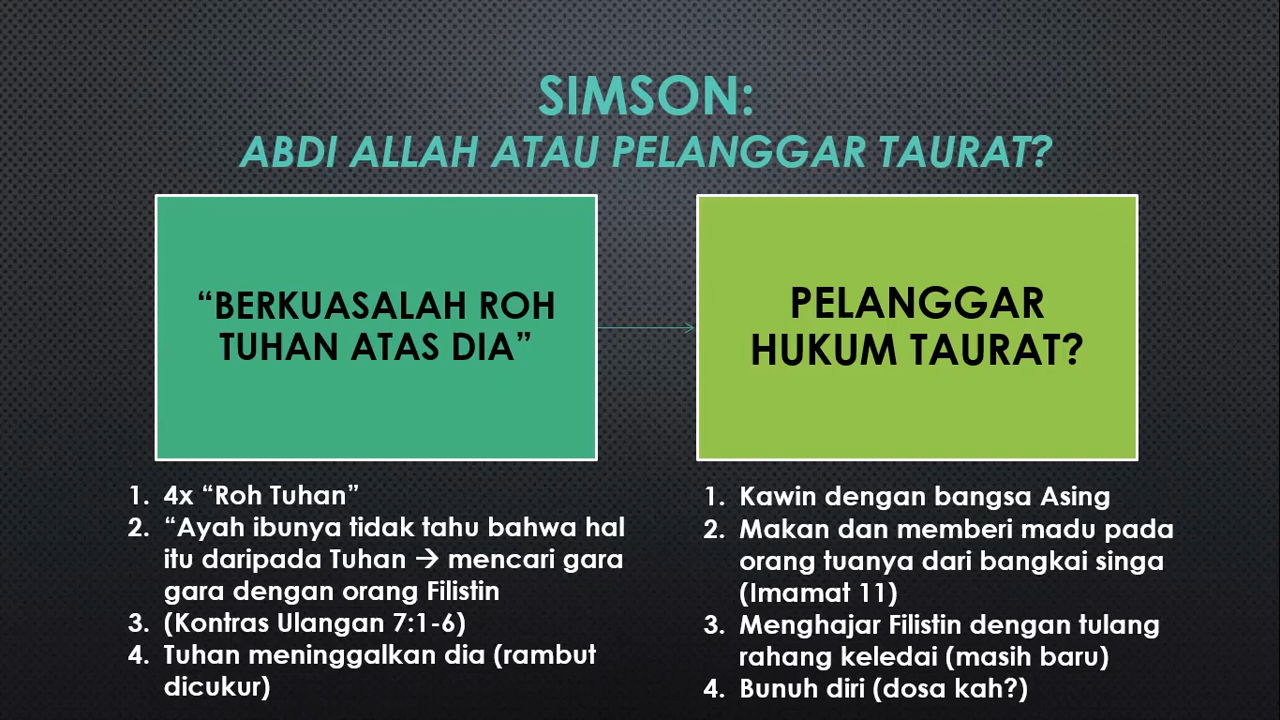 SIMSON:
ABDI ALLAH ATAU PELANGGAR TAURAT?
“BERKUASALAH ROH
TUHAN ATAS DIA”
1. 4x “Roh Tuhan”
2. “Ayah ibunya tidak tahu bahwa hal
itu daripada Tuhan → mencari gara
gara dengan orang Filistin
3. (Kontras Ulangan 7:1-6)
4. Tuhan meninggalkan dia (rambut
dicukur)
PELANGGAR
HUKUM TAURAT?
1. Kawin dengan bangsa Asing
2. Makan dan memberi madu pada
orang tuanya dari bangkai singa
(Imamat 11)
3. Menghajar Filistin dengan tulang
rahang keledai (masih baru)
4. Bunuh diri (dosa kah?)